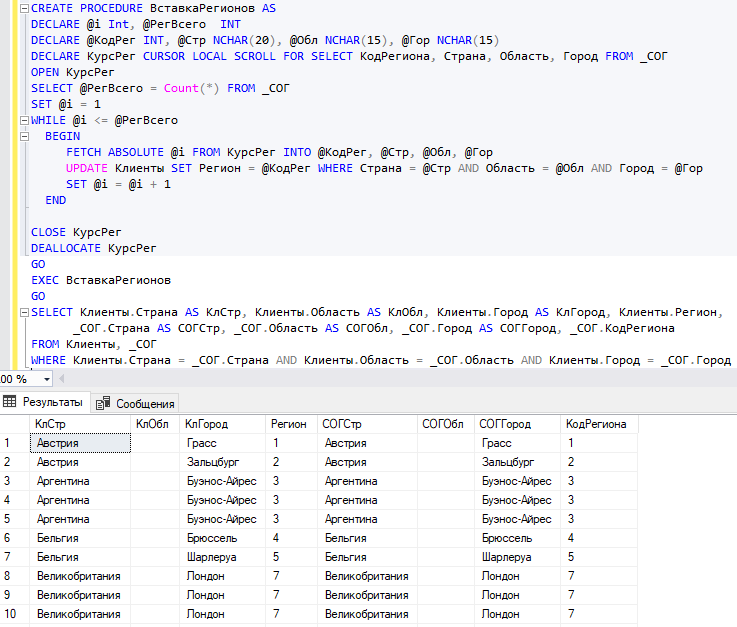 CREATE PROCEDURE ВставкаРегионов AS
DECLARE @i Int, @РегВсего INT
DECLARE @КодРег INT, @Стр NCHAR(20), @Обл NCHAR(15), @Гор NCHAR(15)
DECLARE КурсРег CURSOR LOCAL SCROLL FOR SELECT КодРегиона, Страна, Область, Город FROM _СОГ
OPEN КурсРег
SELECT @РегВсего = Count(*) FROM _СОГ
SET @i = 1
WHILE @i <= @РегВсего
BEGIN
FETCH ABSOLUTE @i FROM КурсРег INTO @КодРег, @Стр, @Обл, @Гор
UPDATE Клиенты SET Регион = @КодРег WHERE Страна = @Стр AND Область = @Обл AND Город = @Гор
SET @i = @i + 1
END
CLOSE КурсРег
DEALLOCATE КурсРег
GO
EXEC ВставкаРегионов
GO
SELECT Клиенты.Страна AS КлСтр, Клиенты.Область AS КлОбл, Клиенты.Город AS КлГород, Клиенты.Регион,
_СОГ.Страна AS СОГСтр, _СОГ.Область AS СОГОбл, _СОГ.Город AS СОГГород, _СОГ.КодРегиона
FROM Клиенты, _СОГ
WHERE Клиенты.Страна = _СОГ.Страна AND Клиенты.Область = _СОГ.Область AND Клиенты.Город = _СОГ.Город
00 %
Результаты Сообщения
КлСтр КлОбл КлГород Регион СОГСтр СОГОбл СОГГород КодРегиона
1 Австрия Грасс 1 Австрия Грасс 1
2 Австрия Зальцбург 2 Австрия Зальцбург 2
3 Аргентина Буэнос-Айрес 3 Аргентина Буэнос-Айрес 3
4 Аргентина Буэнос-Айрес 3 Аргентина Буэнос-Айрес 3
5 Аргентина Буэнос-Айрес 3 Аргентина Буэнос-Айрес 3
6 Бельгия Брюссель 4 Бельгия Брюссель 4
7 Бельгия Шарлеруа 5 Бельгия Шарлеруа 5
8 Великобритания Лондон 7 Великобритания Лондон 7
9 Великобритания Лондон 7 Великобритания Лондон 7
10 Великобритания Лондон 7 Великобритания Лондон 7